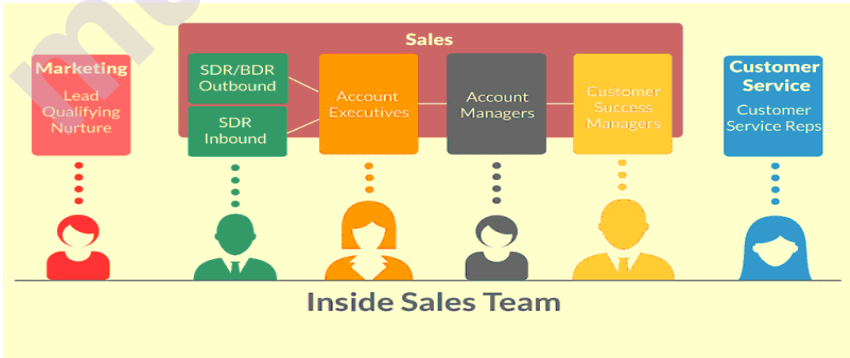 Sales
Marketing
Lead
Qualifying
Nurture
SDR/BDR
Outbound
SDR
Inbound
Account
Executives
Account
Managers
Customer
Success
Managers
Customer
Service
Customer
Service Reps
Inside Sales Team